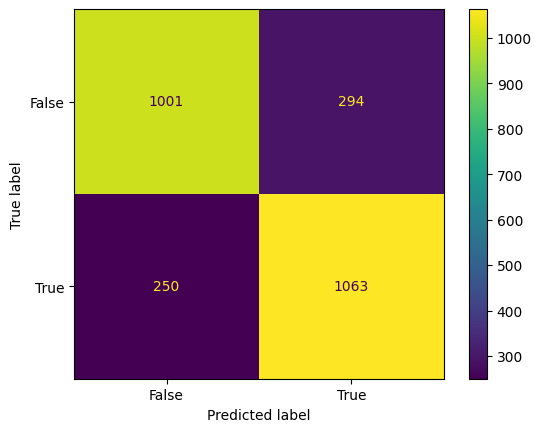 False
1001
294
True
250
1063
True label
False
True
Predicted label
1000
900
800
700
600
500
400
300